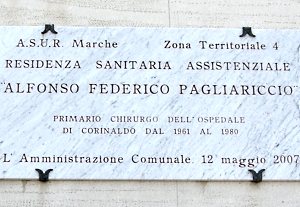 A.S.U.R. Marche Zona Territoriale 4
RESIDENZA SANITARIA ASSISTENZIALE
"ALFONSO FEDERICO PAGLIARICCIO"
PRIMARIO CHIRURGO DELL'OSPEDALE
DI CORINALDO DAL 1961 AL 1980
L'Amministrazione Comunale. 12 maggio 2007